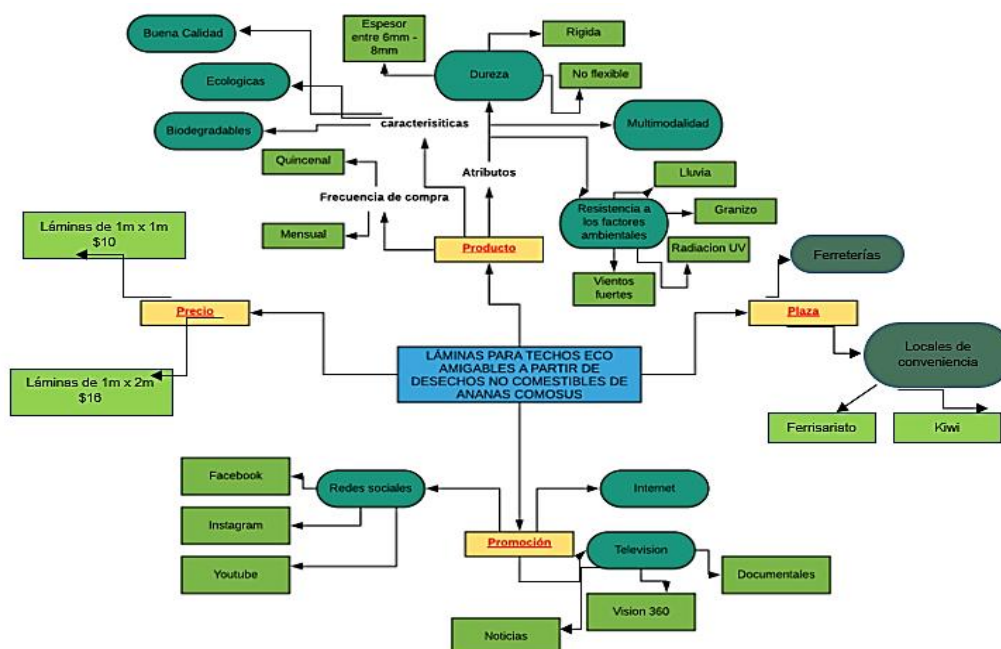 Buena Calidad
Espesor
entre 6mm -
8mm
Rigida
Dureza
Ecologicas
No flexible
Biodegradables
caracterisiticas
Multimodalidad
Quincenal
Atributos
Lluvia
Frecuencia de compra
Resistencia a
los factores
ambientales
Granizo
Mensual
Producto
Radiacion UV
Vientos
fuertes
Láminas de 1m x 1m
$10
Ferreterías
Precio
Plaza
LÁMINAS PARA TECHOS ECO
AMIGABLES A PARTIR DE
DESECHOS NO COMESTIBLES DE
ANANAS COMOSUS
Locales de
conveniencia
Láminas de 1m x 2m
$16
Ferrisariato
Kiwi
Facebook
Redes sociales
Internet
Instagram
Promoción
Television
Youtube
Documentales
Vision 360
Noticias